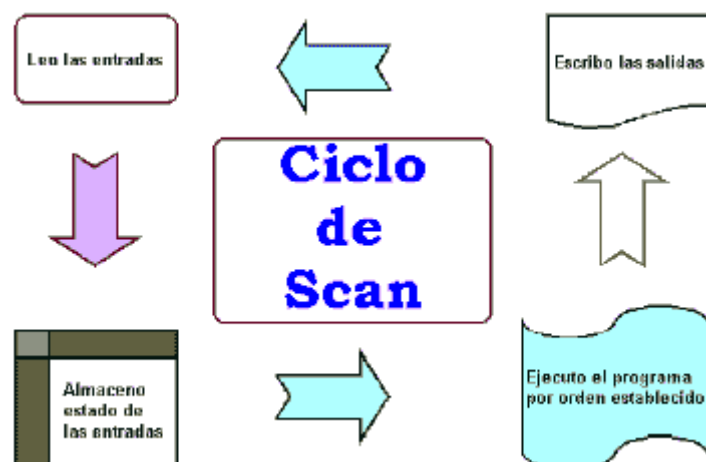 Leo las entradas
Escribo las salidas
Ciclo
de
Scan
Almaceno
estado de
las entradas
Ejecuto el programa
por orden establecido